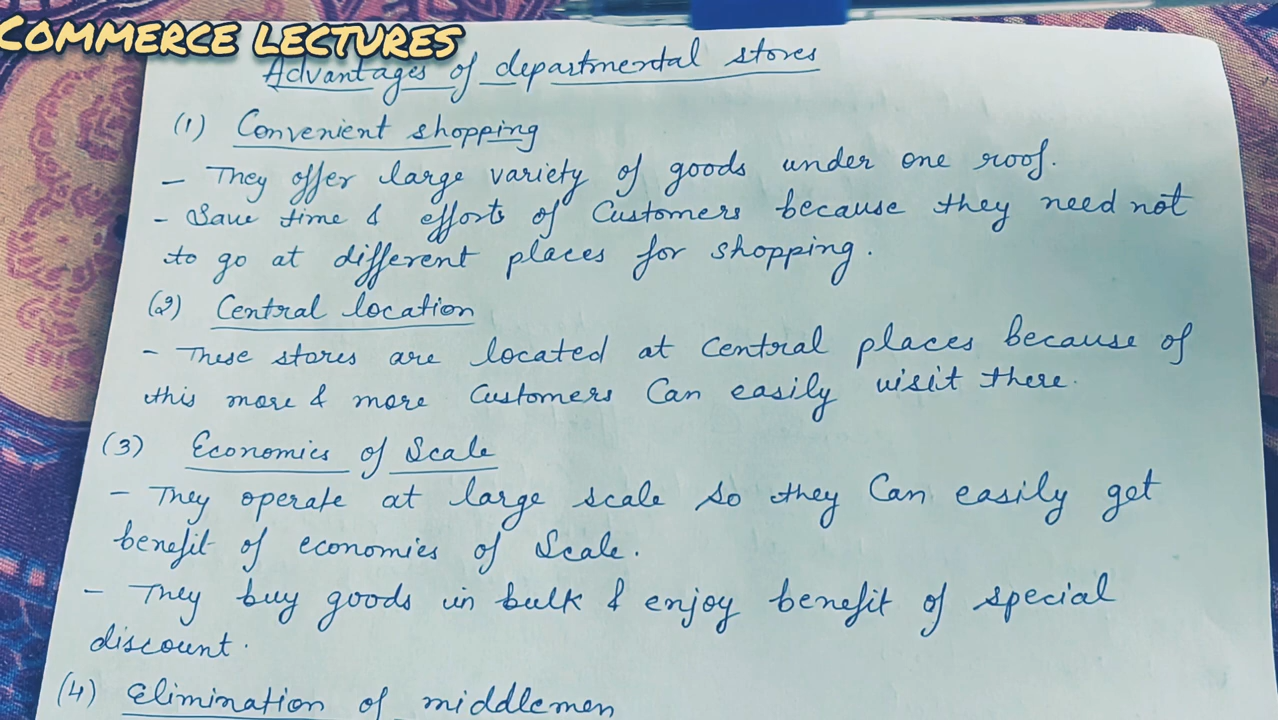 COMMERCE LECTURES
Advantages of departmental stores
(1) Convenient shopping
- They offer large variety of goods under one roof.
- Save time & efforts of Customers because they need not
to go at different places for shopping.
(2) Central location
- These stores are located at Central places because of
this more & more Customers Can easily visit there.
(3) Economics of Scale
- They operate at large scale so they Can easily get
benefit of economies of Scale.
- They buy goods in bulk & enjoy benefit of special
discount.
(4) Elimination of middlemen